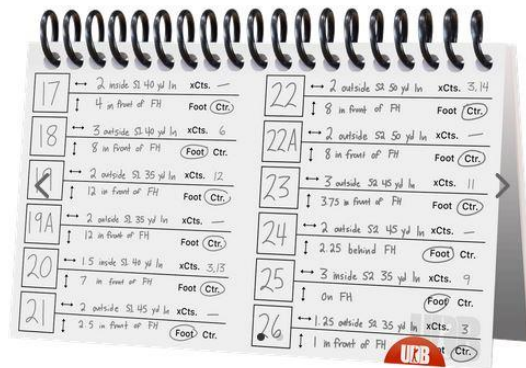 17
2 inside S1 40 yd ln xCts. —
4 in front of FH Foot Ctr.
18
3 outside S1 40 yd ln xCts. 6
8 in front of FH Foot Ctr.
2 outside S1 35 yd ln xCts. 12
12 in front of FH Foot Ctr.
19A
2 outside S1 35 yd ln xCts. —
12 in front of FH Foot Ctr.
20
1.5 inside S2 40 yd ln xCts. 3,13
7 in front of FH Foot Ctr.
21
2 outside S2 45 yd ln xCts. —
2.5 in front of FH Foot Ctr.
22
2 outside S2 50 yd ln xCts. 3,14
8 in front of FH Foot Ctr.
22A
2 outside S2 50 yd ln xCts. —
8 in front of FH Foot Ctr.
23
3 outside S2 45 yd ln xCts. 11
3.75 in front of FH Foot Ctr.
24
2 outside S2 45 yd ln xCts. —
2.25 behind FH Foot Ctr.
25
3 inside S2 35 yd ln xCts. 9
On FH Foot Ctr.
26
1.25 outside S2 35 yd ln xCts. 3
1 in front of FH Ctr.
UDB